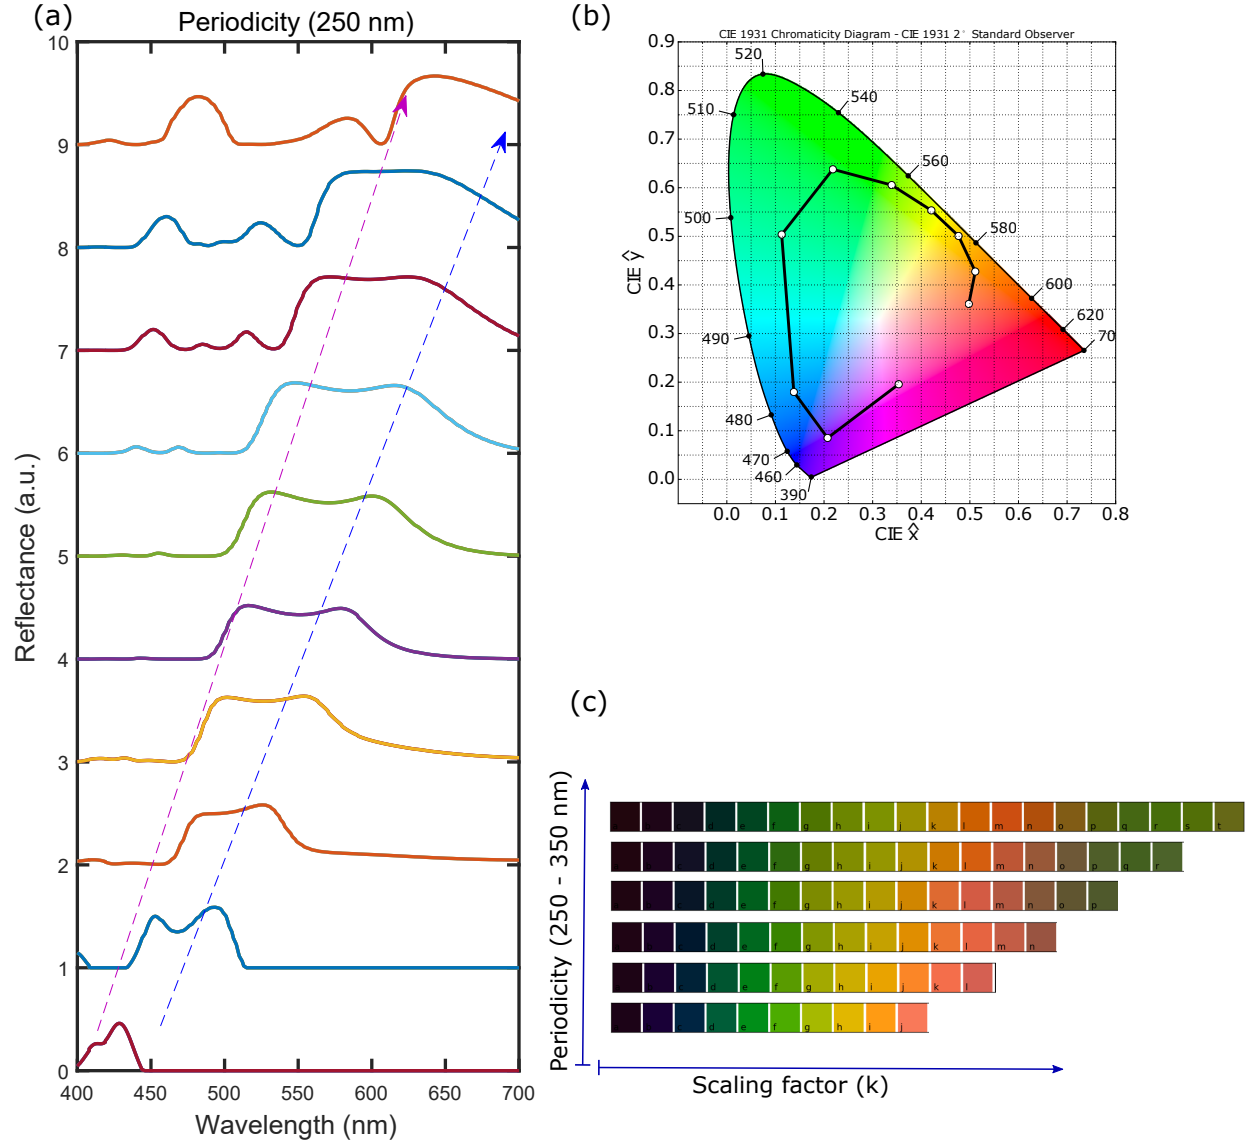 (a)
Periodicity (250 nm)
10
9
8
7
6
5
4
3
2
1
0
Reflectance (a.u.)
400 450 500 550 600 650 700
Wavelength (nm)
(b)
CIE 1931 Chromaticity Diagram - CIE 1931 2° Standard Observer
0.9
0.8
0.7
0.6
0.5
0.4
0.3
0.2
0.1
0.0
CIE ŷ
520
510
540
560
500
580
600
620
490
70
480
470
460
390
0.0 0.1 0.2 0.3 0.4 0.5 0.6 0.7 0.8
CIE x̂
(c)
Periodicity (250 - 350 nm)
a b c d e f g h i j k l m n o p q r s t
a b c d e f g h i j k l m n o p q r
a b c d e f g h i j k l m n o p
a b c d e f g h i j k l m n
a b c d e f g h i j k l
a b c d e f g h i j
Scaling factor (k)